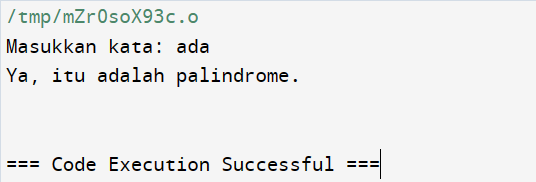 /tmp/mZr0soX93c.o
Masukkan kata: ada
Ya, itu adalah palindrome.
=== Code Execution Successful ===